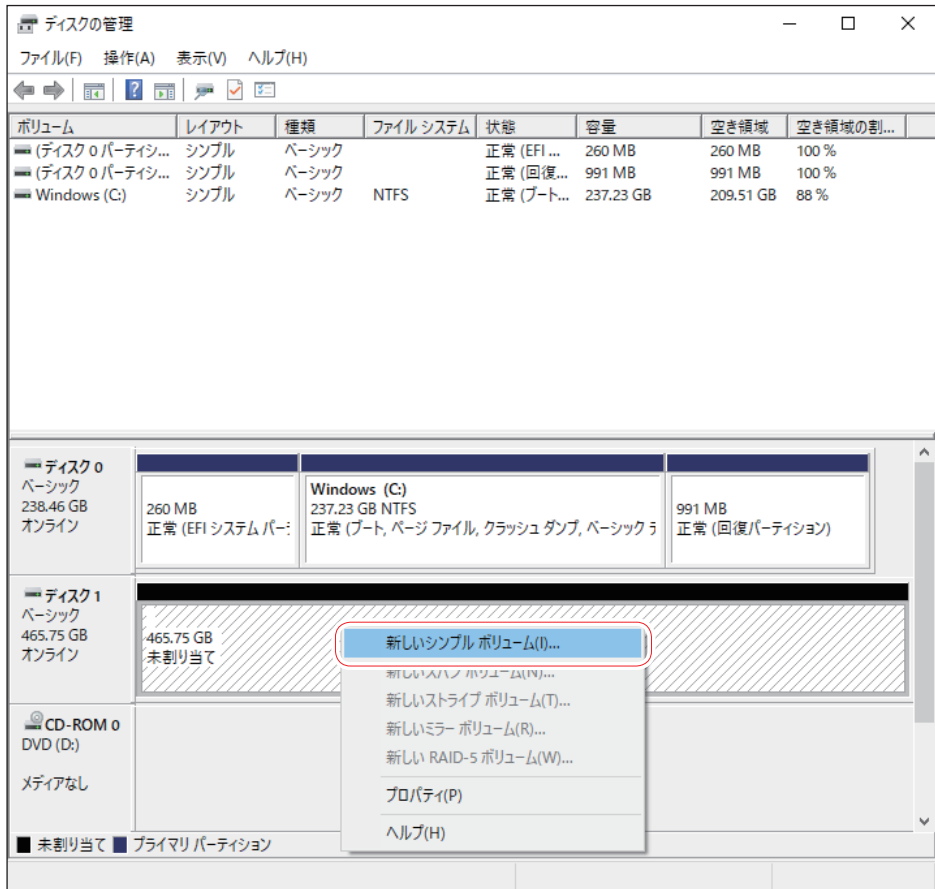 ディスクの管理
ファイル(F) 操作(A) 表示(V) ヘルプ(H)
ボリューム レイアウト 種類 ファイル システム 状態 容量 空き領域 空き領域の割...
(ディスク 0 パーティシ... シンプル ベーシック 正常 (EFI ... 260 MB 260 MB 100 %
(ディスク 0 パーティシ... シンプル ベーシック 正常 (回復... 991 MB 991 MB 100 %
Windows (C:) シンプル ベーシック NTFS 正常 (ブート... 237.23 GB 209.51 GB 88 %
ディスク 0
ベーシック
238.46 GB
オンライン
260 MB
正常 (EFI システム パーテ
Windows (C:)
237.23 GB NTFS
正常 (ブート, ページ ファイル, クラッシュ ダンプ, ベーシック デ
991 MB
正常 (回復パーティション)
ディスク 1
ベーシック
465.75 GB
オンライン
465.75 GB
未割り当て
新しいシンプル ボリューム(I)...
新しいスパン ボリューム(N)...
新しいストライプ ボリューム(T)...
新しいミラー ボリューム(R)...
新しい RAID-5 ボリューム(W)...
プロパティ(P)
ヘルプ(H)
CD-ROM 0
DVD (D:)
メディアなし
未割り当て プライマリ パーティション